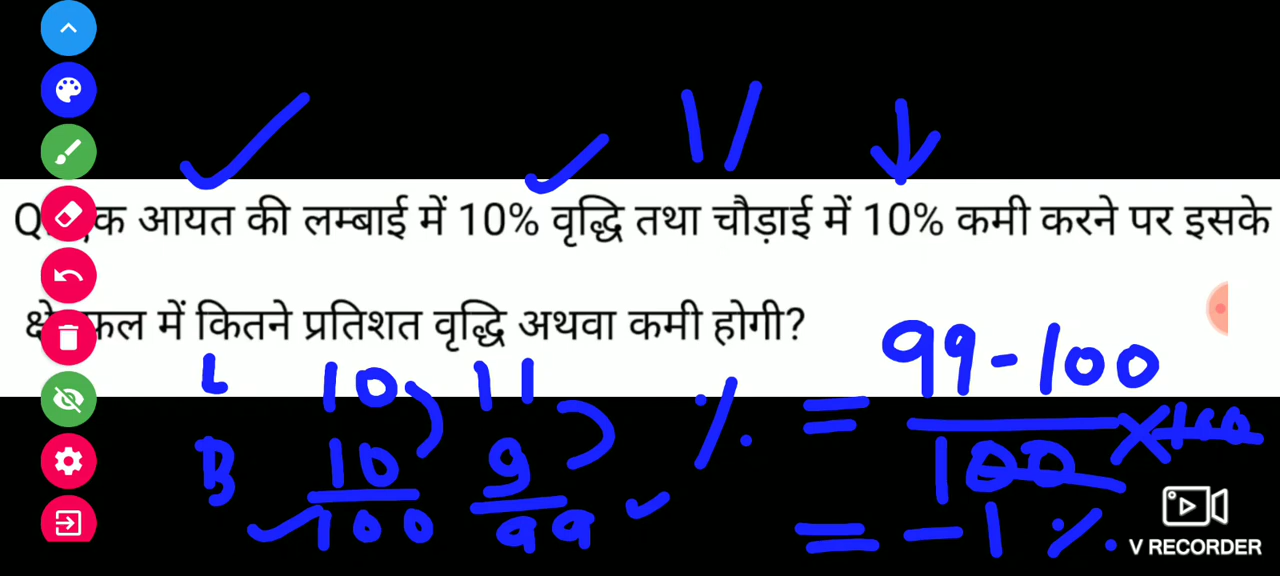 Q. एक आयत की लम्बाई में 10% वृद्धि तथा चौड़ाई में 10% कमी करने पर इसके
क्षेत्रफल में कितने प्रतिशत वृद्धि अथवा कमी होगी?
L 10 11
B 10 9
100 99
% = 99-100
100 × 100
= -1%
V RECORDER